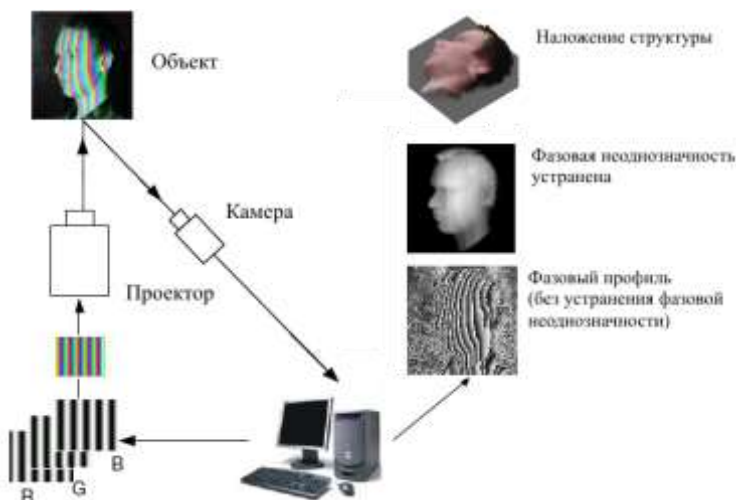 Объект
Наложение структуры
Фазовая неоднозначность
устранена
Камера
Проектор
Фазовый профиль
(без устранения фазовой
неоднозначности)
B
G
R